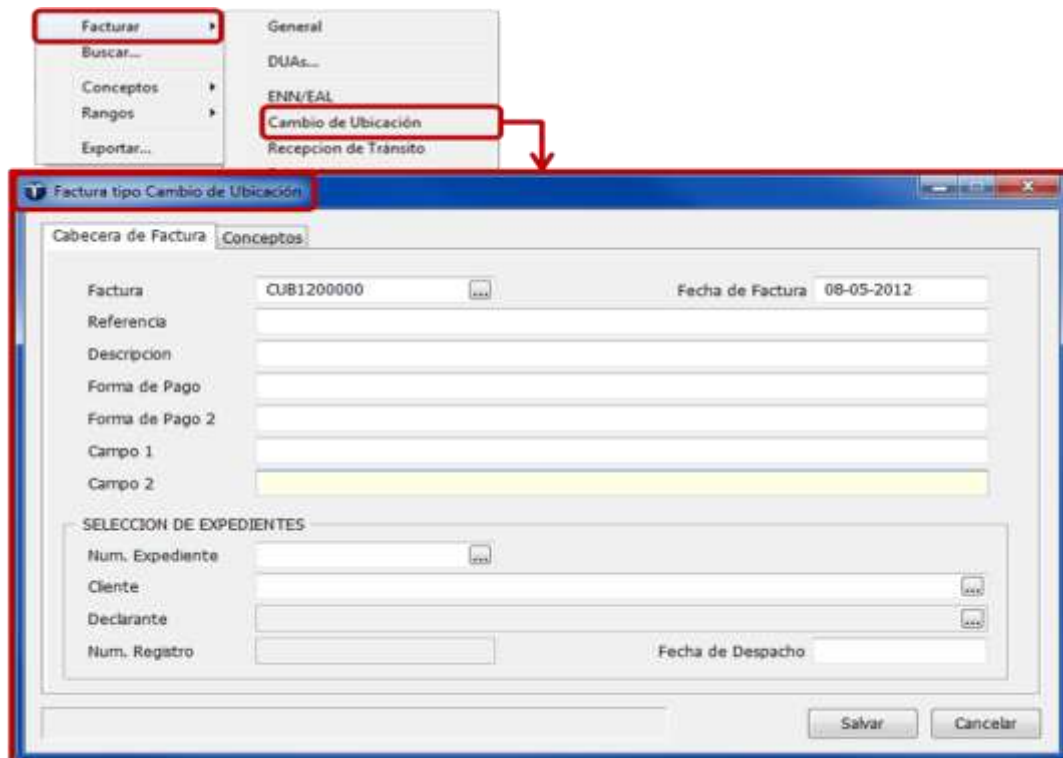 Facturar
Buscar...
Conceptos
Rangos
Exportar...
General
DUAs...
ENN/EAL
Cambio de Ubicación
Recepcion de Tránsito
Factura tipo Cambio de Ubicación
Cabecera de Factura Conceptos
Factura CUB1200000 ... Fecha de Factura 08-05-2012
Referencia
Descripcion
Forma de Pago
Forma de Pago 2
Campo 1
Campo 2
SELECCION DE EXPEDIENTES
Num. Expediente ...
Cliente ...
Declarante ...
Num. Registro Fecha de Despacho
Salvar Cancelar